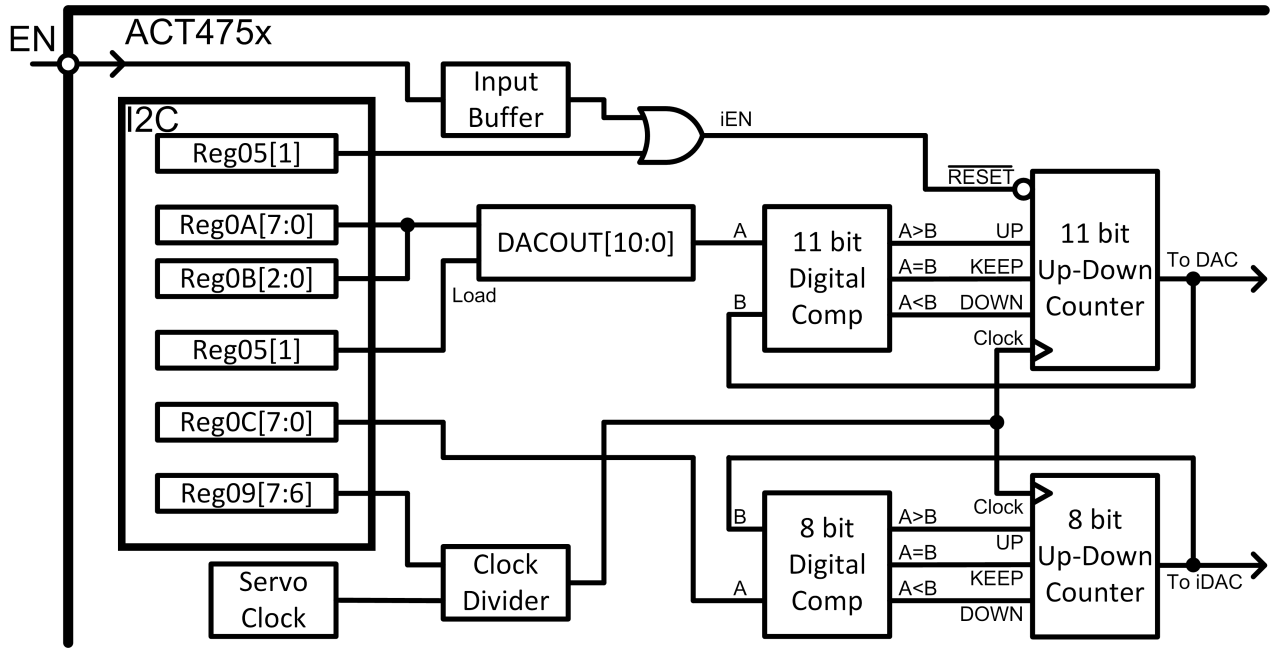 EN
ACT475x
I2C
Input
Buffer
iEN
Reg05[1]
RESET
Reg0A[7:0]
Reg0B[2:0]
DACOUT[10:0]
Load
A
B
11 bit
Digital
Comp
A>B
A=B
A<B
UP
KEEP
DOWN
Clock
11 bit
Up-Down
Counter
To DAC
Reg05[1]
Reg0C[7:0]
Reg09[7:6]
Servo
Clock
Clock
Divider
B
A
8 bit
Digital
Comp
A>B
A=B
A<B
Clock
UP
KEEP
DOWN
8 bit
Up-Down
Counter
To iDAC